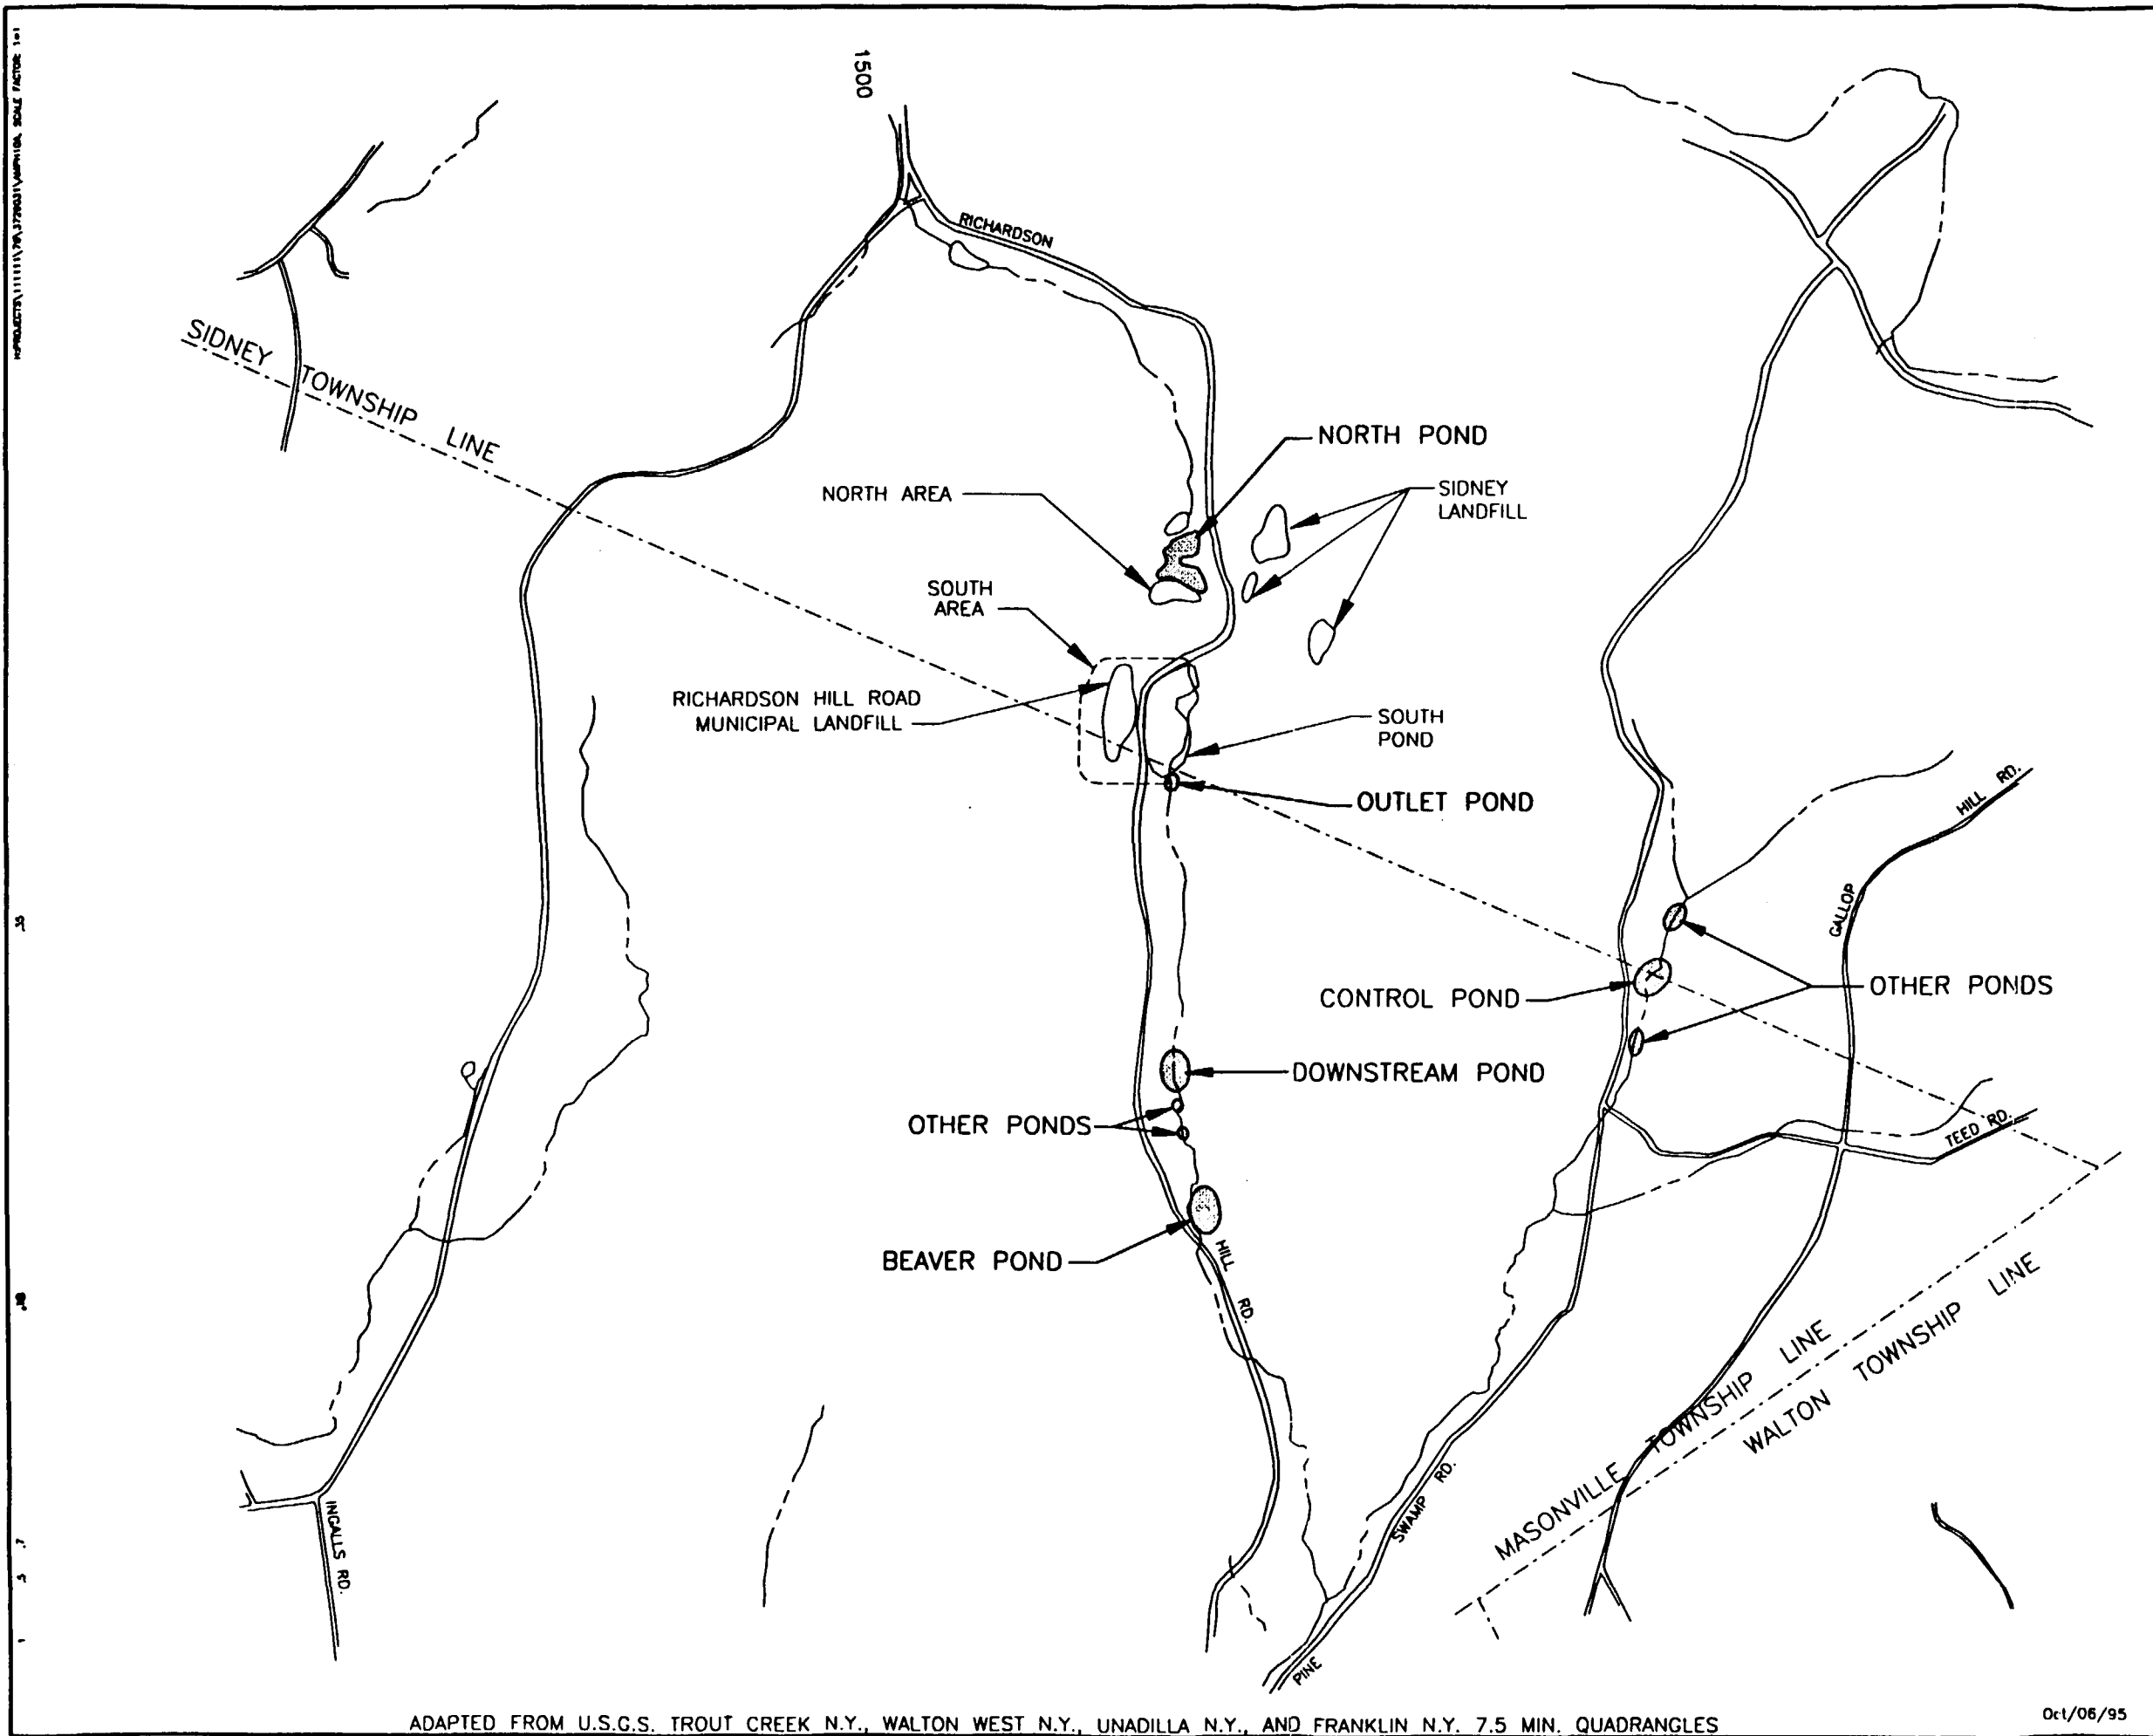 1500
RICHARDSON
SIDNEY TOWNSHIP LINE
NORTH POND
NORTH AREA
SIDNEY
LANDFILL
SOUTH
AREA
RICHARDSON HILL ROAD
MUNICIPAL LANDFILL
SOUTH
POND
OUTLET POND
HILL RD.
GALLOP
OTHER PONDS
CONTROL POND
DOWNSTREAM POND
OTHER PONDS
TEED RD.
BEAVER POND
HILL RD.
MASONVILLE TOWNSHIP LINE
WALTON TOWNSHIP LINE
INGALLS RD.
PINE SWAMP RD.
ADAPTED FROM U.S.G.S. TROUT CREEK N.Y., WALTON WEST N.Y., UNADILLA N.Y., AND FRANKLIN N.Y. 7.5 MIN. QUADRANGLES
Oct/06/95